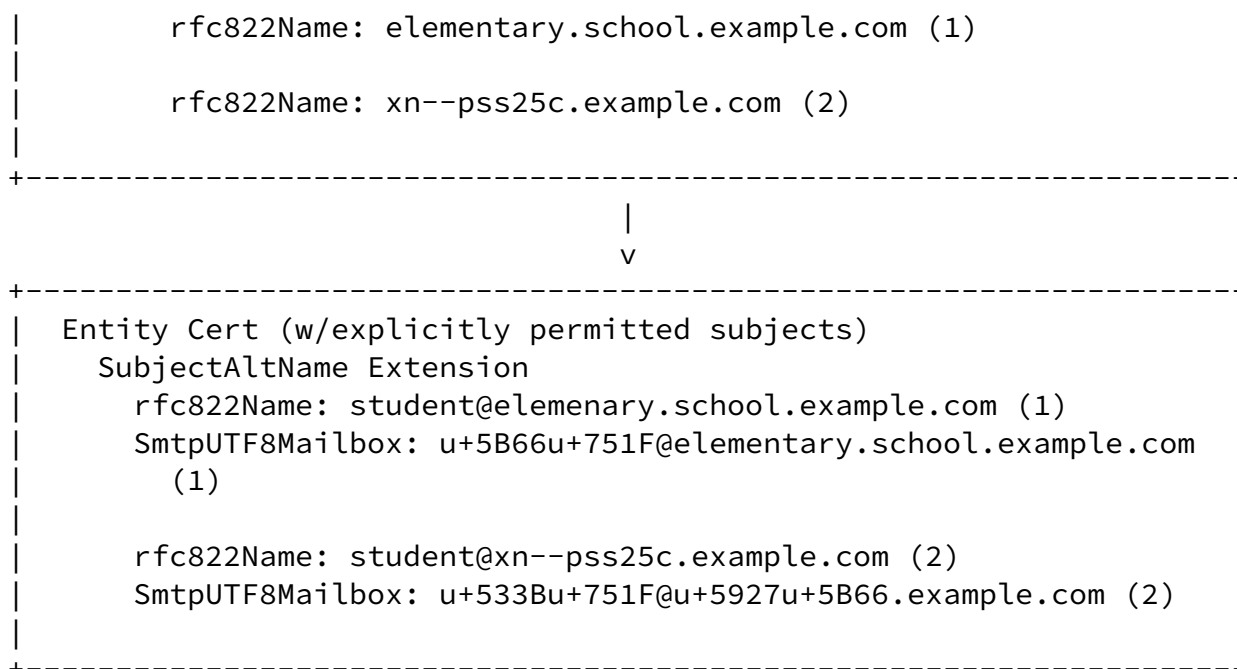 |        rfc822Name: elementary.school.example.com (1)
|
|        rfc822Name: xn--pss25c.example.com (2)
|
+-------------------------------------------------------------------
                                 |
                                 v
+-------------------------------------------------------------------
|  Entity Cert (w/explicitly permitted subjects)
|    SubjectAltName Extension
|      rfc822Name: student@elemenary.school.example.com (1)
|      SmtpUTF8Mailbox: u+5B66u+751F@elementary.school.example.com
|        (1)
|
|      rfc822Name: student@xn--pss25c.example.com (2)
|      SmtpUTF8Mailbox: u+533Bu+751F@u+5927u+5B66.example.com (2)
|
+-------------------------------------------------------------------